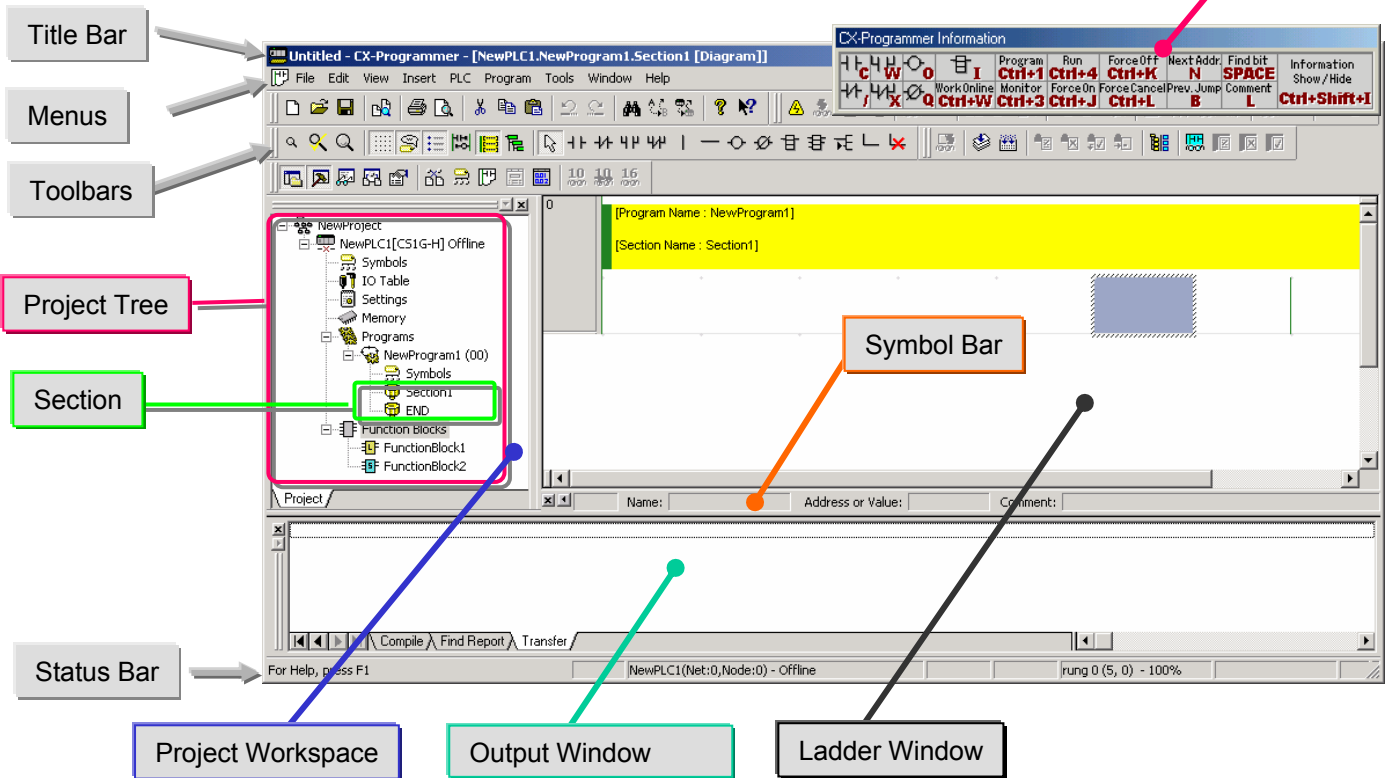 Title Bar
Menus
Toolbars
Project Tree
Section
Status Bar
Untitled - CX-Programmer - [NewPLC1.NewProgram1.Section1 [Diagram]]
File Edit View Insert PLC Program Tools Window Help
CX-Programmer Information
C W O I Program Ctrl+1 Run Ctrl+4 Force Off Ctrl+K Next Addr. N Find bit SPACE Information Show / Hide
/ X Q Work Online Ctrl+W Monitor Ctrl+3 Force On Ctrl+J Force Cancel Ctrl+L Prev. Jump B Comment L Ctrl+Shift+I
10 10 16
NewProject
NewPLC1[CS1G-H] Offline
Symbols
IO Table
Settings
Memory
Programs
NewProgram1 (00)
Symbols
Section1
END
Function Blocks
FunctionBlock1
FunctionBlock2
Project
0
[Program Name : NewProgram1]
[Section Name : Section1]
Symbol Bar
Name: Address or Value: Comment:
Compile Find Report Transfer
For Help, press F1 NewPLC1(Net:0,Node:0) - Offline rung 0 (5, 0) - 100%
Project Workspace
Output Window
Ladder Window